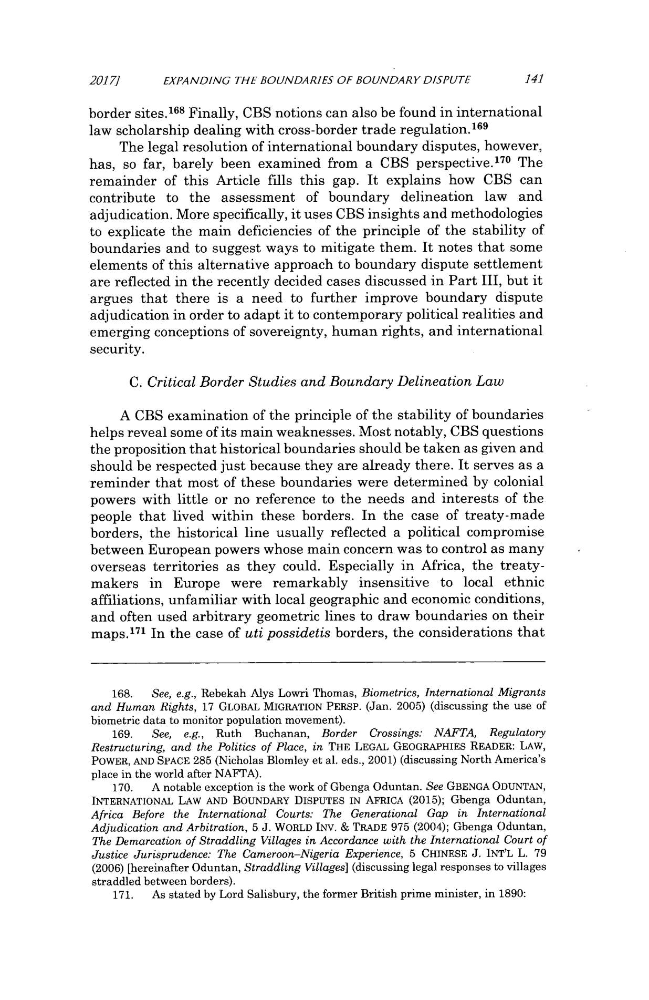 2017]	EXPANDING THE BOUNDARIES OF BOUNDARY DISPUTE	141
border sites.168 Finally, CBS notions can also be found in international
law scholarship dealing with cross-border trade regulation.169
The legal resolution of international boundary disputes, however,
has, so far, barely been examined from a CBS perspective.170 The
remainder of this Article fills this gap. It explains how CBS can
contribute to the assessment of boundary delineation law and
adjudication. More specifically, it uses CBS insights and methodologies
to explicate the main deficiencies of the principle of the stability of
boundaries and to suggest ways to mitigate them. It notes that some
elements of this alternative approach to boundary dispute settlement
are reflected in the recently decided cases discussed in Part III, but it
argues that there is a need to further improve boundary dispute
adjudication in order to adapt it to contemporary political realities and
emerging conceptions of sovereignty, human rights, and international
security.
C. Critical Border Studies and Boundary Delineation Law
A CBS examination of the principle of the stability of boundaries
helps reveal some of its main weaknesses. Most notably, CBS questions
the proposition that historical boundaries should be taken as given and
should be respected just because they are already there. It serves as a
reminder that most of these boundaries were determined by colonial
powers with little or no reference to the needs and interests of the
people that lived within these borders. In the case of treaty-made
borders, the historical line usually reflected a political compromise
between European powers whose main concern was to control as many
overseas territories as they could. Especially in Africa, the treaty-
makers in Europe were remarkably insensitive to local ethnic
affiliations, unfamiliar with local geographic and economic conditions,
and often used arbitrary geometric lines to draw boundaries on their
maps.171 In the case of uti possidetis borders, the considerations that
168. See, e.g., Rebekah Alys Lowri Thomas, Biometrics, International Migrants
and Human Rights, 17 GLOBAL MIGRATION PERSP. (Jan. 2005) (discussing the use of
biometric data to monitor population movement).
169. See, e.g., Ruth Buchanan, Border Crossings: NAFTA, Regulatory
Restructuring, and the Politics of Place, in THE LEGAL GEOGRAPHIES READER: LAW,
POWER, AND SPACE 285 (Nicholas Blomley et al. eds., 2001) (discussing North America's
place in the world after NAFTA).
170. A notable exception is the work of Gbenga Oduntan. See GBENGA ODUNTAN,
INTERNATIONAL LAW AND BOUNDARY DISPUTES IN AFRICA (2015); Gbenga Oduntan,
Africa Before the International Courts: The Generational Gap in International
Adjudication and Arbitration, 5 J. WORLD INV. & TRADE 975 (2004); Gbenga Oduntan,
The Demarcation of Straddling Villages in Accordance with the International Court of
Justice Jurisprudence: The Cameroon–Nigeria Experience, 5 CHINESE J. INT'L L. 79
(2006) [hereinafter Oduntan, Straddling Villages] (discussing legal responses to villages
straddled between borders).
171. As stated by Lord Salisbury, the former British prime minister, in 1890: